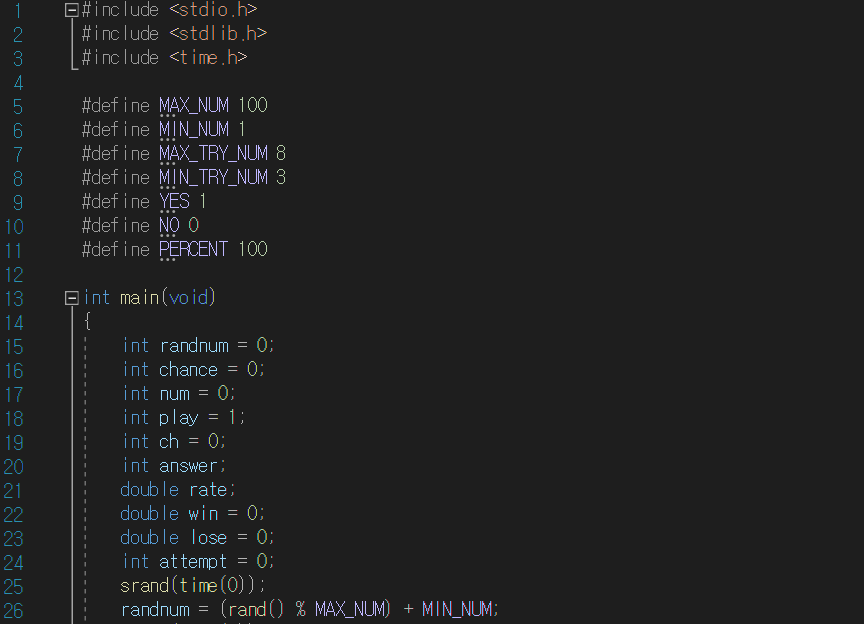 1 #include <stdio.h>
2 #include <stdlib.h>
3 #include <time.h>
4
5 #define MAX_NUM 100
6 #define MIN_NUM 1
7 #define MAX_TRY_NUM 8
8 #define MIN_TRY_NUM 3
9 #define YES 1
10 #define NO 0
11 #define PERCENT 100
12
13 int main(void)
14 {
15 int randnum = 0;
16 int chance = 0;
17 int num = 0;
18 int play = 1;
19 int ch = 0;
20 int answer;
21 double rate;
22 double win = 0;
23 double lose = 0;
24 int attempt = 0;
25 srand(time(0));
26 randnum = (rand() % MAX_NUM) + MIN_NUM;